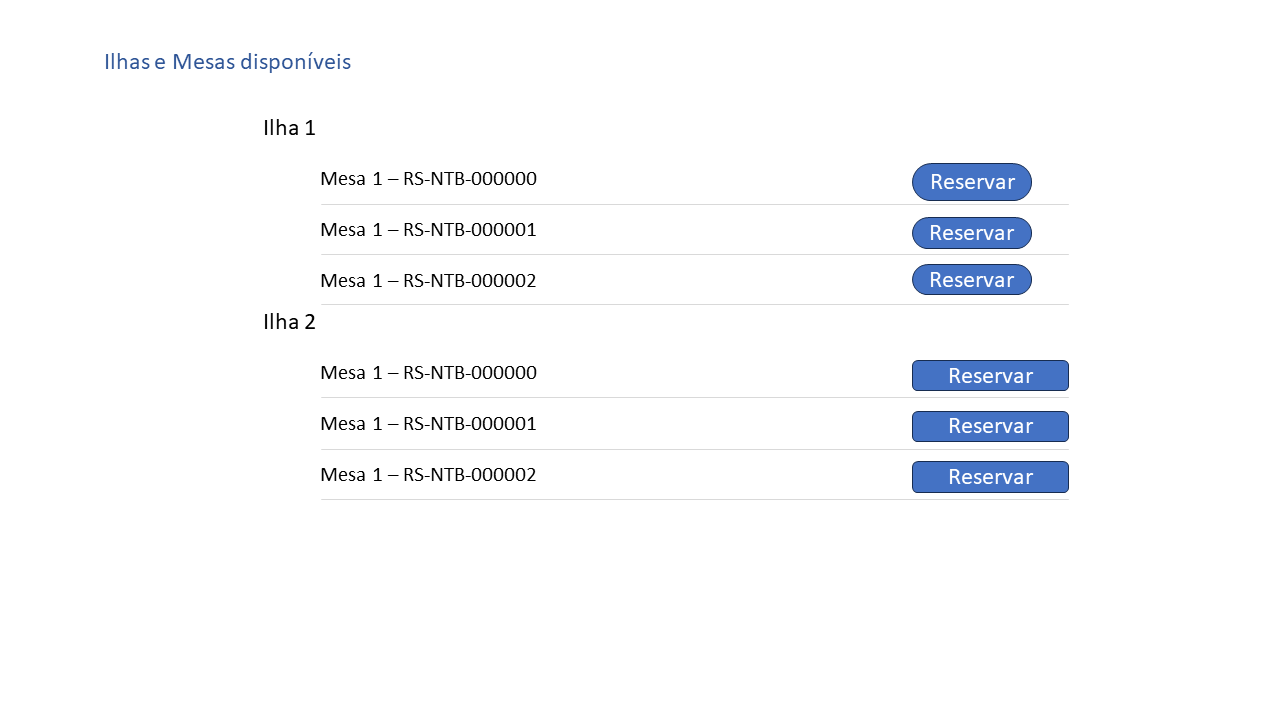 Ilhas e Mesas disponíveis
Ilha 1
Mesa 1 – RS-NTB-000000 Reservar
Mesa 1 – RS-NTB-000001 Reservar
Mesa 1 – RS-NTB-000002 Reservar
Ilha 2
Mesa 1 – RS-NTB-000000 Reservar
Mesa 1 – RS-NTB-000001 Reservar
Mesa 1 – RS-NTB-000002 Reservar